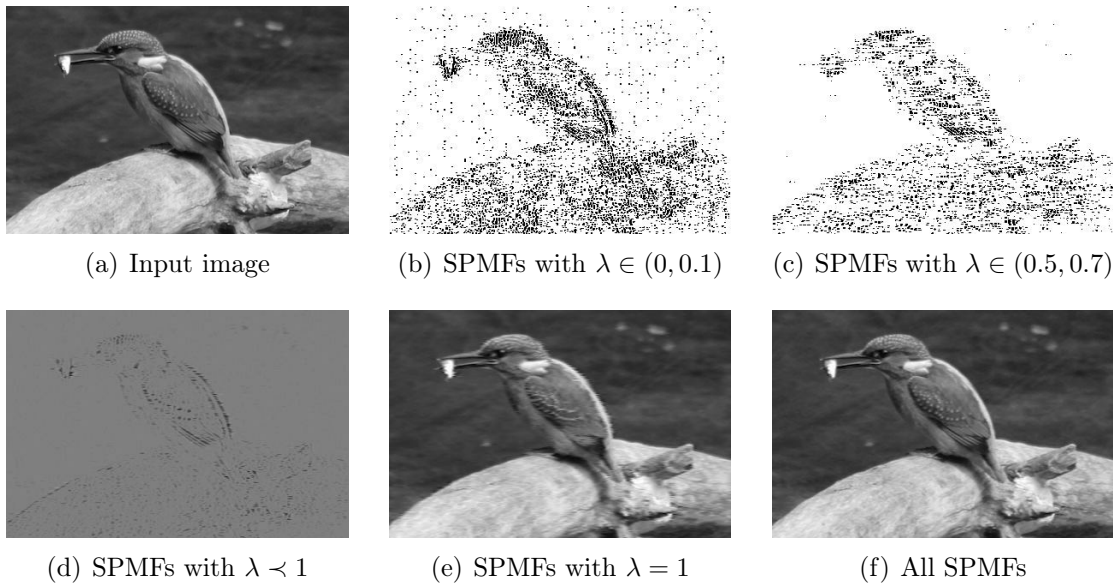 (a) Input image
(b) SPMFs with λ ∈ (0, 0.1)
(c) SPMFs with λ ∈ (0.5, 0.7)
(d) SPMFs with λ ≺ 1
(e) SPMFs with λ = 1
(f) All SPMFs